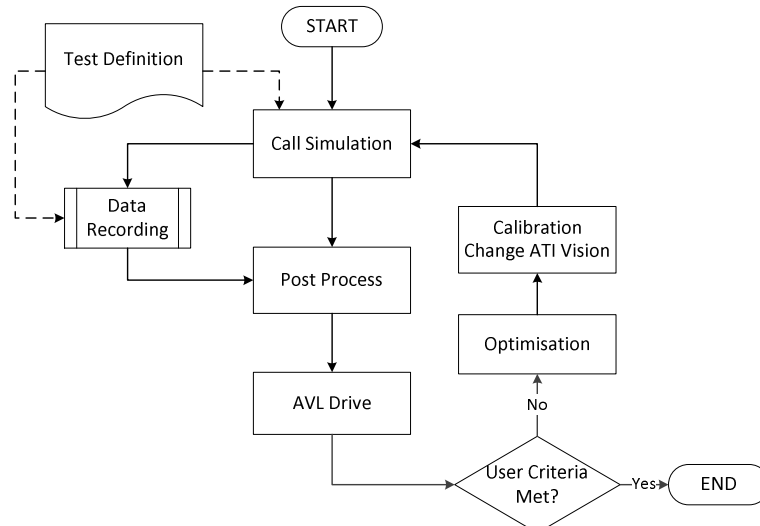 START
Test Definition
Call Simulation
Data
Recording
Calibration
Change ATI Vision
Post Process
Optimisation
AVL Drive
No
User Criteria
Met?
Yes
END